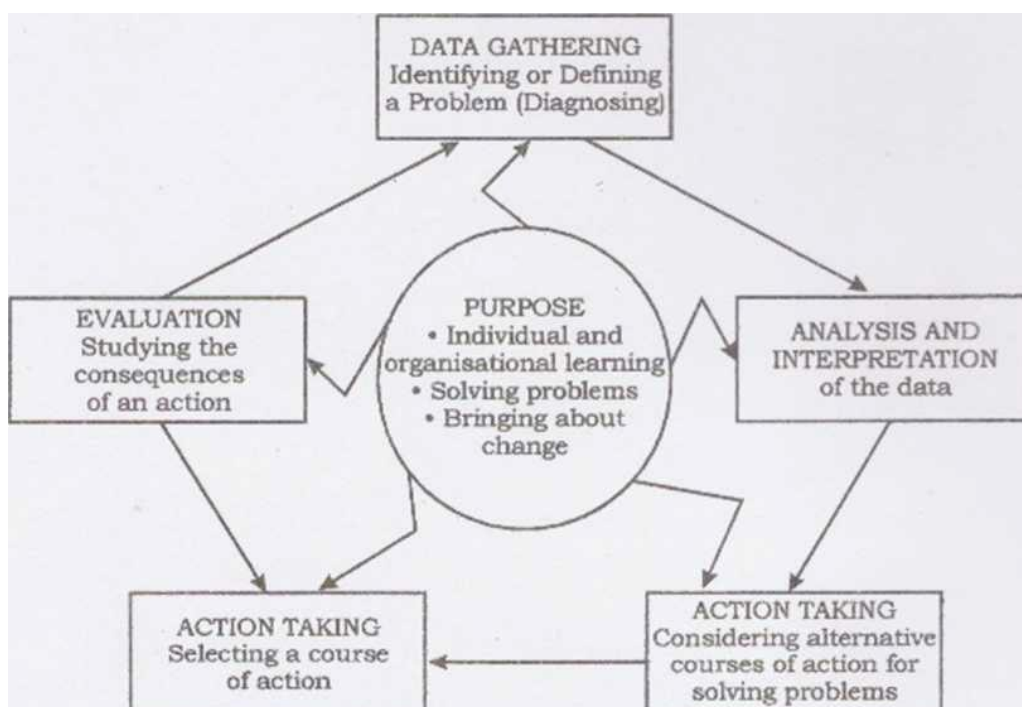 DATA GATHERING
Identifying or Defining
a Problem (Diagnosing)
EVALUATION
Studying the
consequences
of an action
PURPOSE
• Individual and
organisational learning
• Solving problems
• Bringing about
change
ANALYSIS AND
INTERPRETATION
of the data
ACTION TAKING
Selecting a course
of action
ACTION TAKING
Considering alternative
courses of action for
solving problems